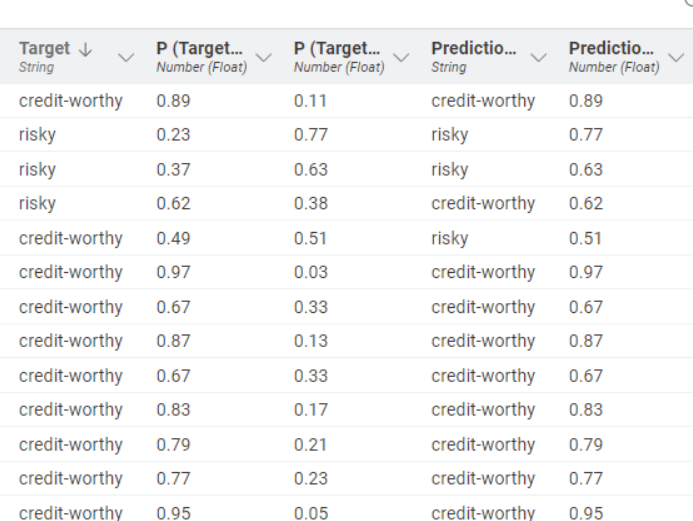 Target P (Target... P (Target... Predictio... Predictio...
String Number (Float) Number (Float) String Number (Float)
credit-worthy 0.89 0.11 credit-worthy 0.89
risky 0.23 0.77 risky 0.77
risky 0.37 0.63 risky 0.63
risky 0.62 0.38 credit-worthy 0.62
credit-worthy 0.49 0.51 risky 0.51
credit-worthy 0.97 0.03 credit-worthy 0.97
credit-worthy 0.67 0.33 credit-worthy 0.67
credit-worthy 0.87 0.13 credit-worthy 0.87
credit-worthy 0.67 0.33 credit-worthy 0.67
credit-worthy 0.83 0.17 credit-worthy 0.83
credit-worthy 0.79 0.21 credit-worthy 0.79
credit-worthy 0.77 0.23 credit-worthy 0.77
credit-worthy 0.95 0.05 credit-worthy 0.95